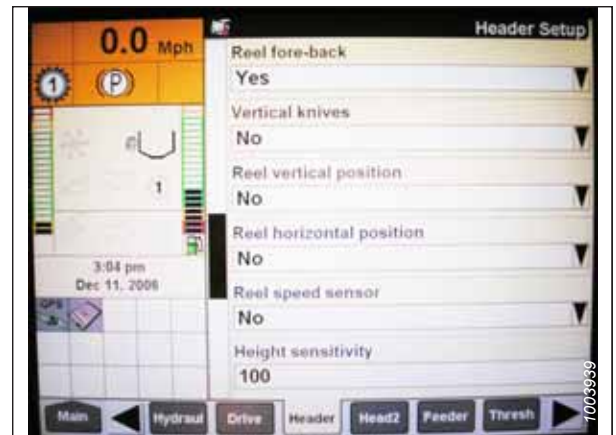 0.0 Mph
1
(P)
1
3:04 pm
Dec 11, 2006
GPS
Header Setup
Reel fore-back
Yes
Vertical knives
No
Reel vertical position
No
Reel horizontal position
No
Reel speed sensor
No
Height sensitivity
100
Main
Hydraul
Drive
Header
Head2
Feeder
Thresh
1003939